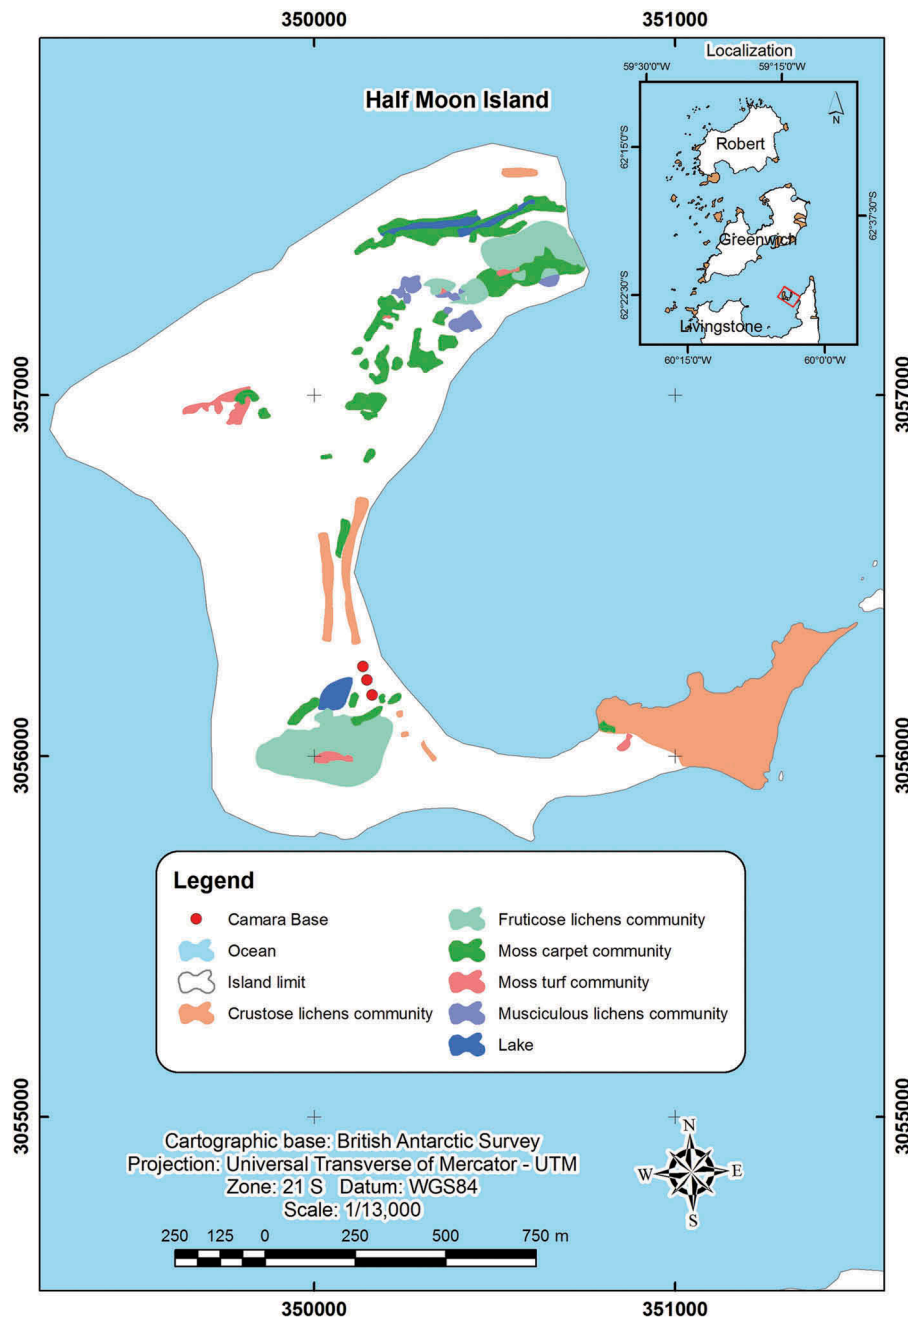 350000
351000
Localization
59°30'0"W
59°15'0"W
Half Moon Island
N
Robert
62°15'0"S
62°37'30"S
Greenwich
62°22'30"S
Livingstone
60°15'0"W
60°0'0"W
3057000
3057000
3056000
3056000
Legend
Camara Base
Ocean
Island limit
Crustose lichens community
Fruticose lichens community
Moss carpet community
Moss turf community
Musciculous lichens community
Lake
3055000
3055000
Cartographic base: British Antarctic Survey
Projection: Universal Transverse of Mercator - UTM
Zone: 21 S Datum: WGS84
Scale: 1/13,000
N
W
E
S
250 125 0 250 500 750 m
350000
351000